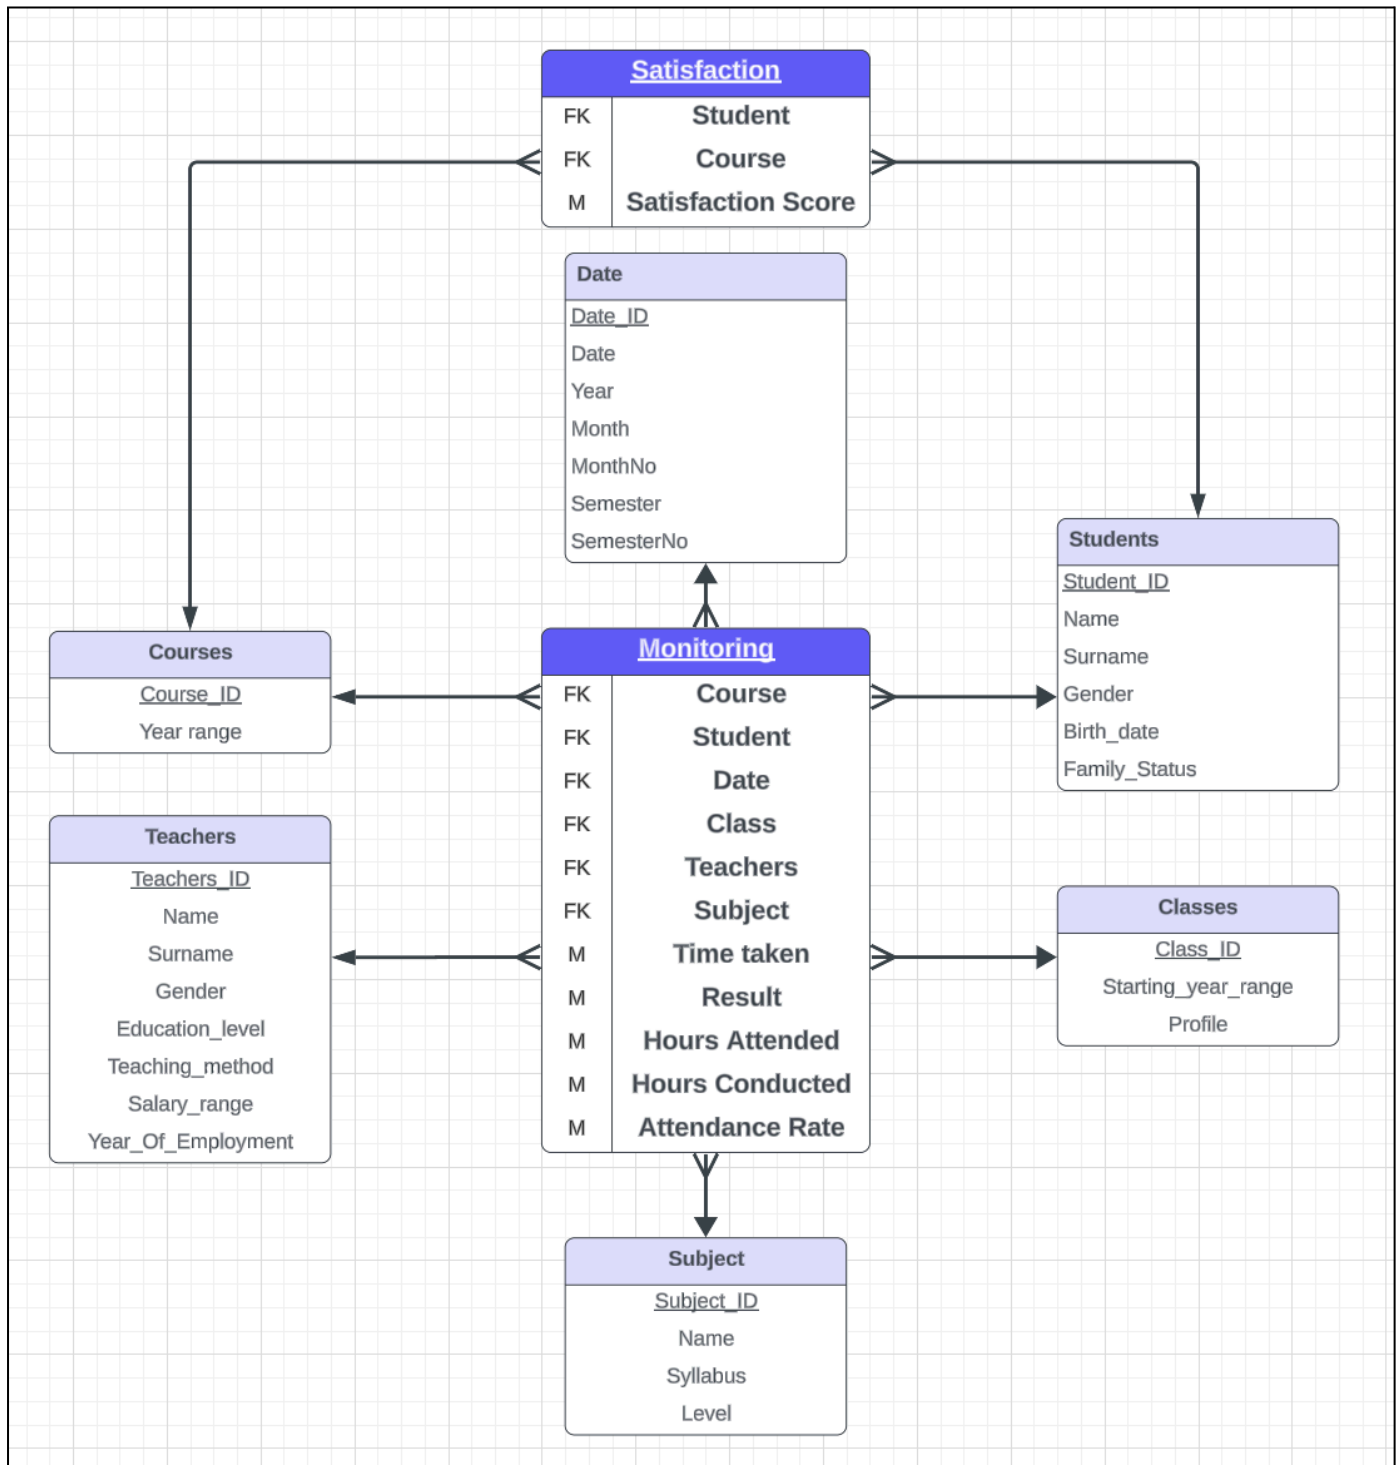 Satisfaction
FK Student
FK Course
M Satisfaction Score
Date
Date_ID
Date
Year
Month
MonthNo
Semester
SemesterNo
Students
Student_ID
Name
Surname
Gender
Birth_date
Family_Status
Courses
Course_ID
Year range
Monitoring
FK Course
FK Student
FK Date
FK Class
FK Teachers
FK Subject
M Time taken
M Result
M Hours Attended
M Hours Conducted
M Attendance Rate
Teachers
Teachers_ID
Name
Surname
Gender
Education_level
Teaching_method
Salary_range
Year_Of_Employment
Classes
Class_ID
Starting_year_range
Profile
Subject
Subject_ID
Name
Syllabus
Level